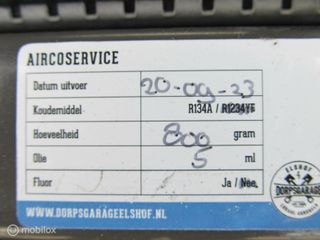 AIRCOSERVICE
Datum uitvoer 20-09-23
Koudemiddel R134A / R1234YF
Hoeveelheid 800 gram
Olie 5 ml
Fluor Ja / Nee
ELSHOF
DORPSGARAGE
WWW.DORPSGARAGEELSHOF.NL
© mobilox